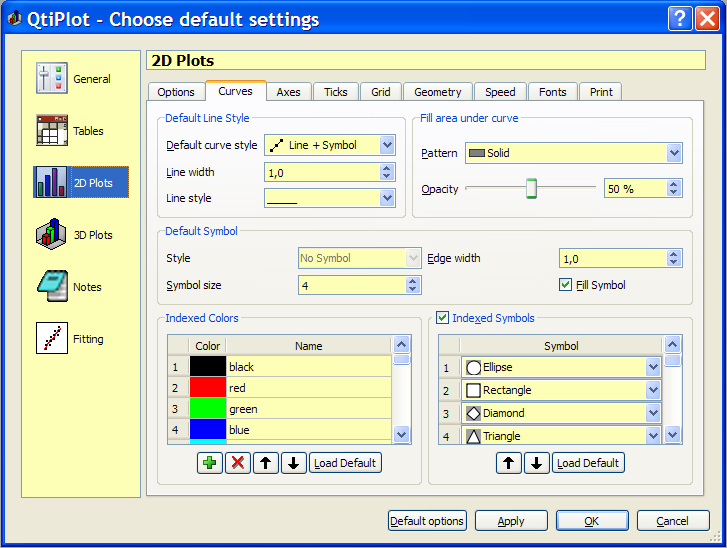 QtiPlot - Choose default settings
General
Tables
2D Plots
3D Plots
Notes
Fitting
2D Plots
Options Curves Axes Ticks Grid Geometry Speed Fonts Print
Default Line Style
Default curve style Line + Symbol
Line width 1,0
Line style
Fill area under curve
Pattern Solid
Opacity 50 %
Default Symbol
Style No Symbol Edge width 1,0
Symbol size 4 Fill Symbol
Indexed Colors
Color Name
1 black
2 red
3 green
4 blue
Load Default
Indexed Symbols
Symbol
1 Ellipse
2 Rectangle
3 Diamond
4 Triangle
Load Default
Default options Apply OK Cancel